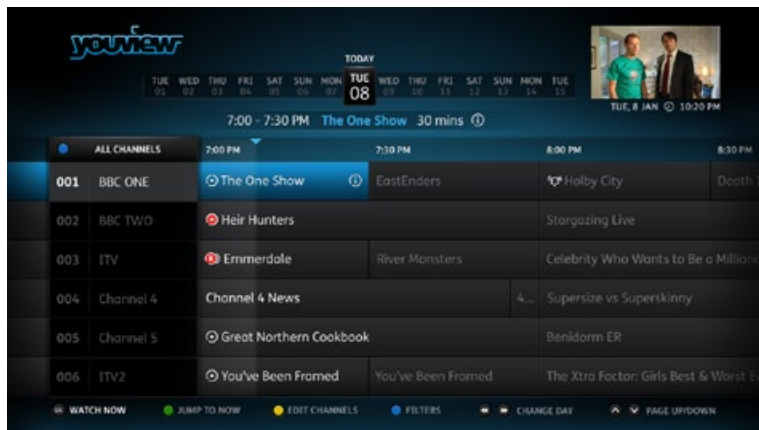 youview
TODAY
TUE WED THU FRI SAT SUN MON TUE WED THU FRI SAT SUN MON TUE
01 02 03 04 05 06 07 08 09 10 11 12 13 14 15
TUE, 8 JAN 10:20 PM
7:00 - 7:30 PM The One Show 30 mins
ALL CHANNELS 7:00 PM 7:30 PM 8:00 PM 8:30 PM
001 BBC ONE The One Show EastEnders Holby City Death
002 BBC TWO Heir Hunters Stargazing Live
003 ITV Emmerdale River Monsters Celebrity Who Wants to Be a Million
004 Channel 4 Channel 4 News 4... Supersize vs Superskinny
005 Channel 5 Great Northern Cookbook Benidorm ER
006 ITV2 You've Been Framed You've Been Framed The Xtra Factor: Girls Best & Worst
OK WATCH NOW JUMP TO NOW EDIT CHANNELS FILTERS CHANGE DAY PAGE UP/DOWN